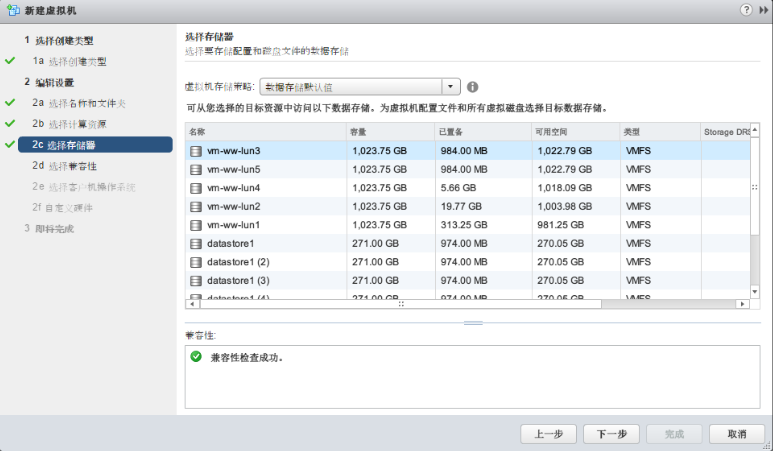 新建虚拟机
1 选择创建类型
1a 选择创建类型
2 编辑设置
2a 选择名称和文件夹
2b 选择计算资源
2c 选择存储器
2d 选择兼容性
2e 选择客户机操作系统
2f 自定义硬件
3 即将完成
选择存储器
选择要存储配置和磁盘文件的数据存储
虚拟机存储策略: 数据存储默认值
可从您选择的目标资源中访问以下数据存储。为虚拟机配置文件和所有虚拟磁盘选择目标数据存储。
名称 容量 已置备 可用空间 类型 Storage DRS
vm-ww-lun3 1,023.75 GB 984.00 MB 1,022.79 GB VMFS
vm-ww-lun5 1,023.75 GB 984.00 MB 1,022.79 GB VMFS
vm-ww-lun4 1,023.75 GB 5.66 GB 1,018.09 GB VMFS
vm-ww-lun2 1,023.75 GB 19.77 GB 1,003.98 GB VMFS
vm-ww-lun1 1,023.75 GB 313.25 GB 981.25 GB VMFS
datastore1 271.00 GB 974.00 MB 270.05 GB VMFS
datastore1 (2) 271.00 GB 974.00 MB 270.05 GB VMFS
datastore1 (3) 271.00 GB 974.00 MB 270.05 GB VMFS
datastore1 (4) 271.00 GB 974.00 MB 270.05 GB VMFS
兼容性:
兼容性检查成功。
上一步 下一步 完成 取消